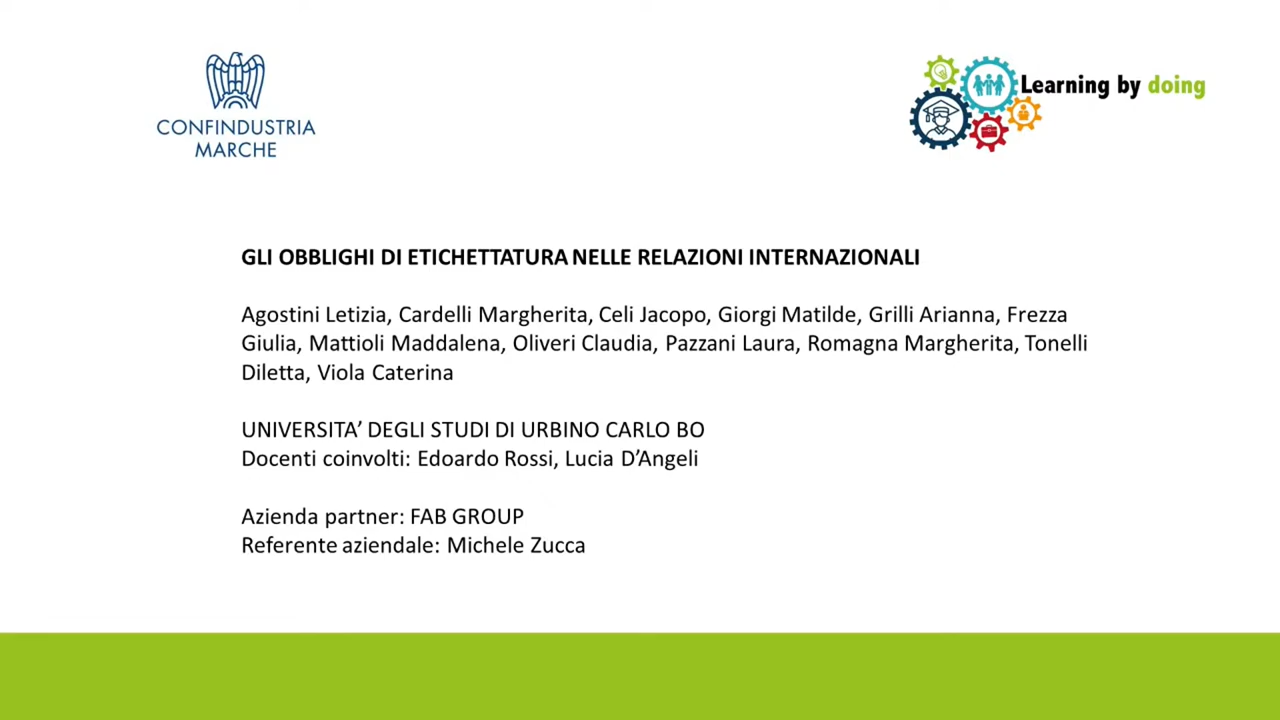 CONFINDUSTRIA
MARCHE
Learning by doing
GLI OBBLIGHI DI ETICHETTATURA NELLE RELAZIONI INTERNAZIONALI
Agostini Letizia, Cardelli Margherita, Celi Jacopo, Giorgi Matilde, Grilli Arianna, Frezza
Giulia, Mattioli Maddalena, Oliveri Claudia, Pazzani Laura, Romagna Margherita, Tonelli
Diletta, Viola Caterina
UNIVERSITA’ DEGLI STUDI DI URBINO CARLO BO
Docenti coinvolti: Edoardo Rossi, Lucia D’Angeli
Azienda partner: FAB GROUP
Referente aziendale: Michele Zucca